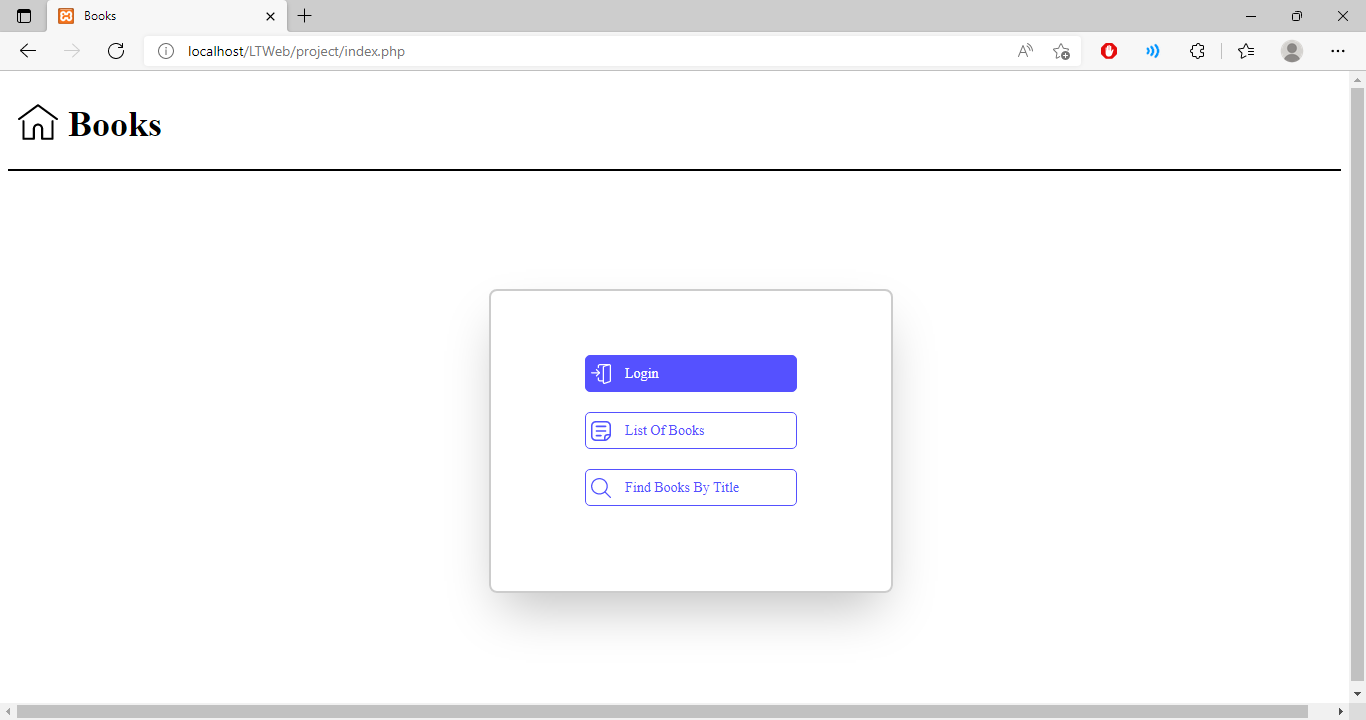 Books
localhost/LTWeb/project/index.php
Books
Login
List Of Books
Find Books By Title